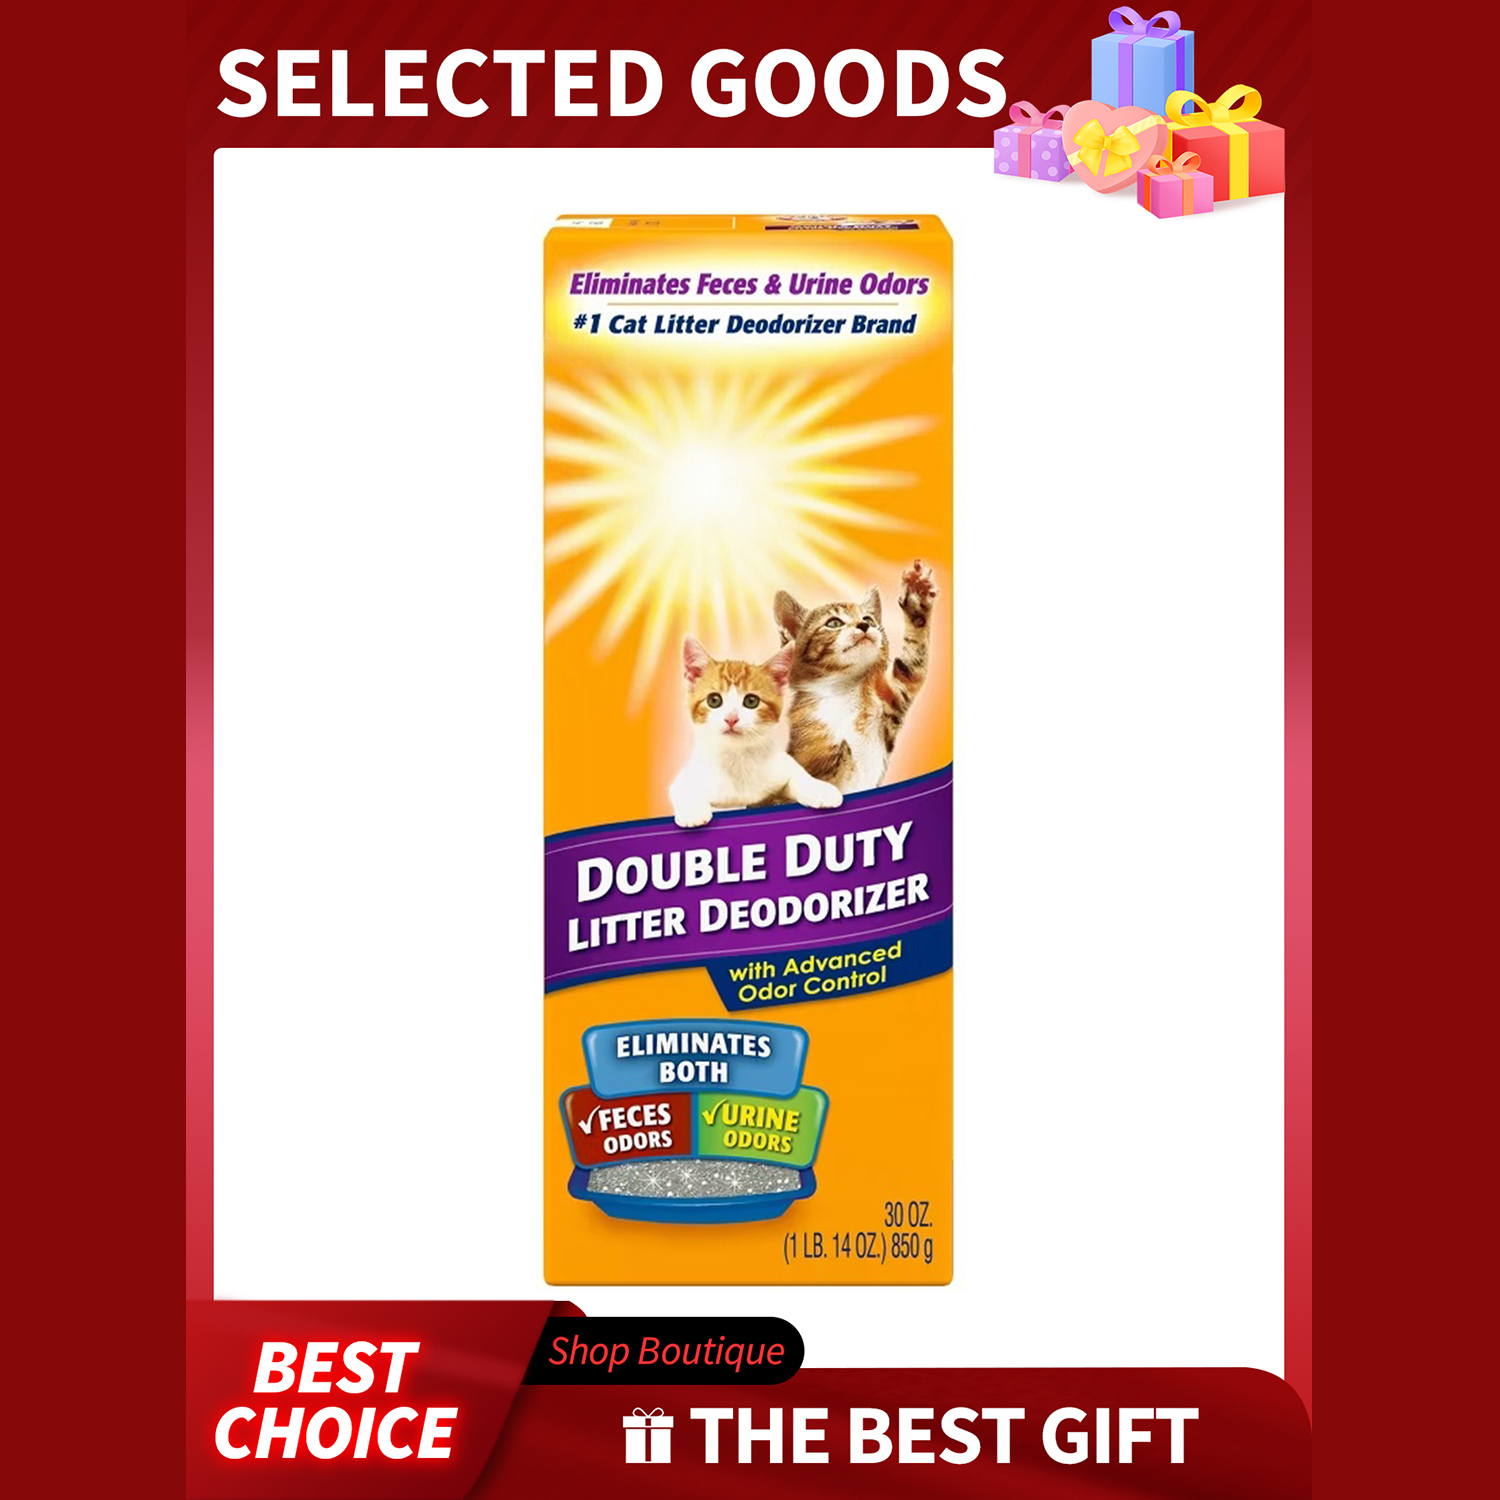 SELECTED GOODS
Eliminates Feces & Urine Odors
#1 Cat Litter Deodorizer Brand
DOUBLE DUTY
LITTER DEODORIZER
with Advanced
Odor Control
ELIMINATES
BOTH
✓FECES
ODORS
✓URINE
ODORS
30 OZ.
(1 LB. 14 OZ.) 850 g
BEST
CHOICE
Shop Boutique
THE BEST GIFT